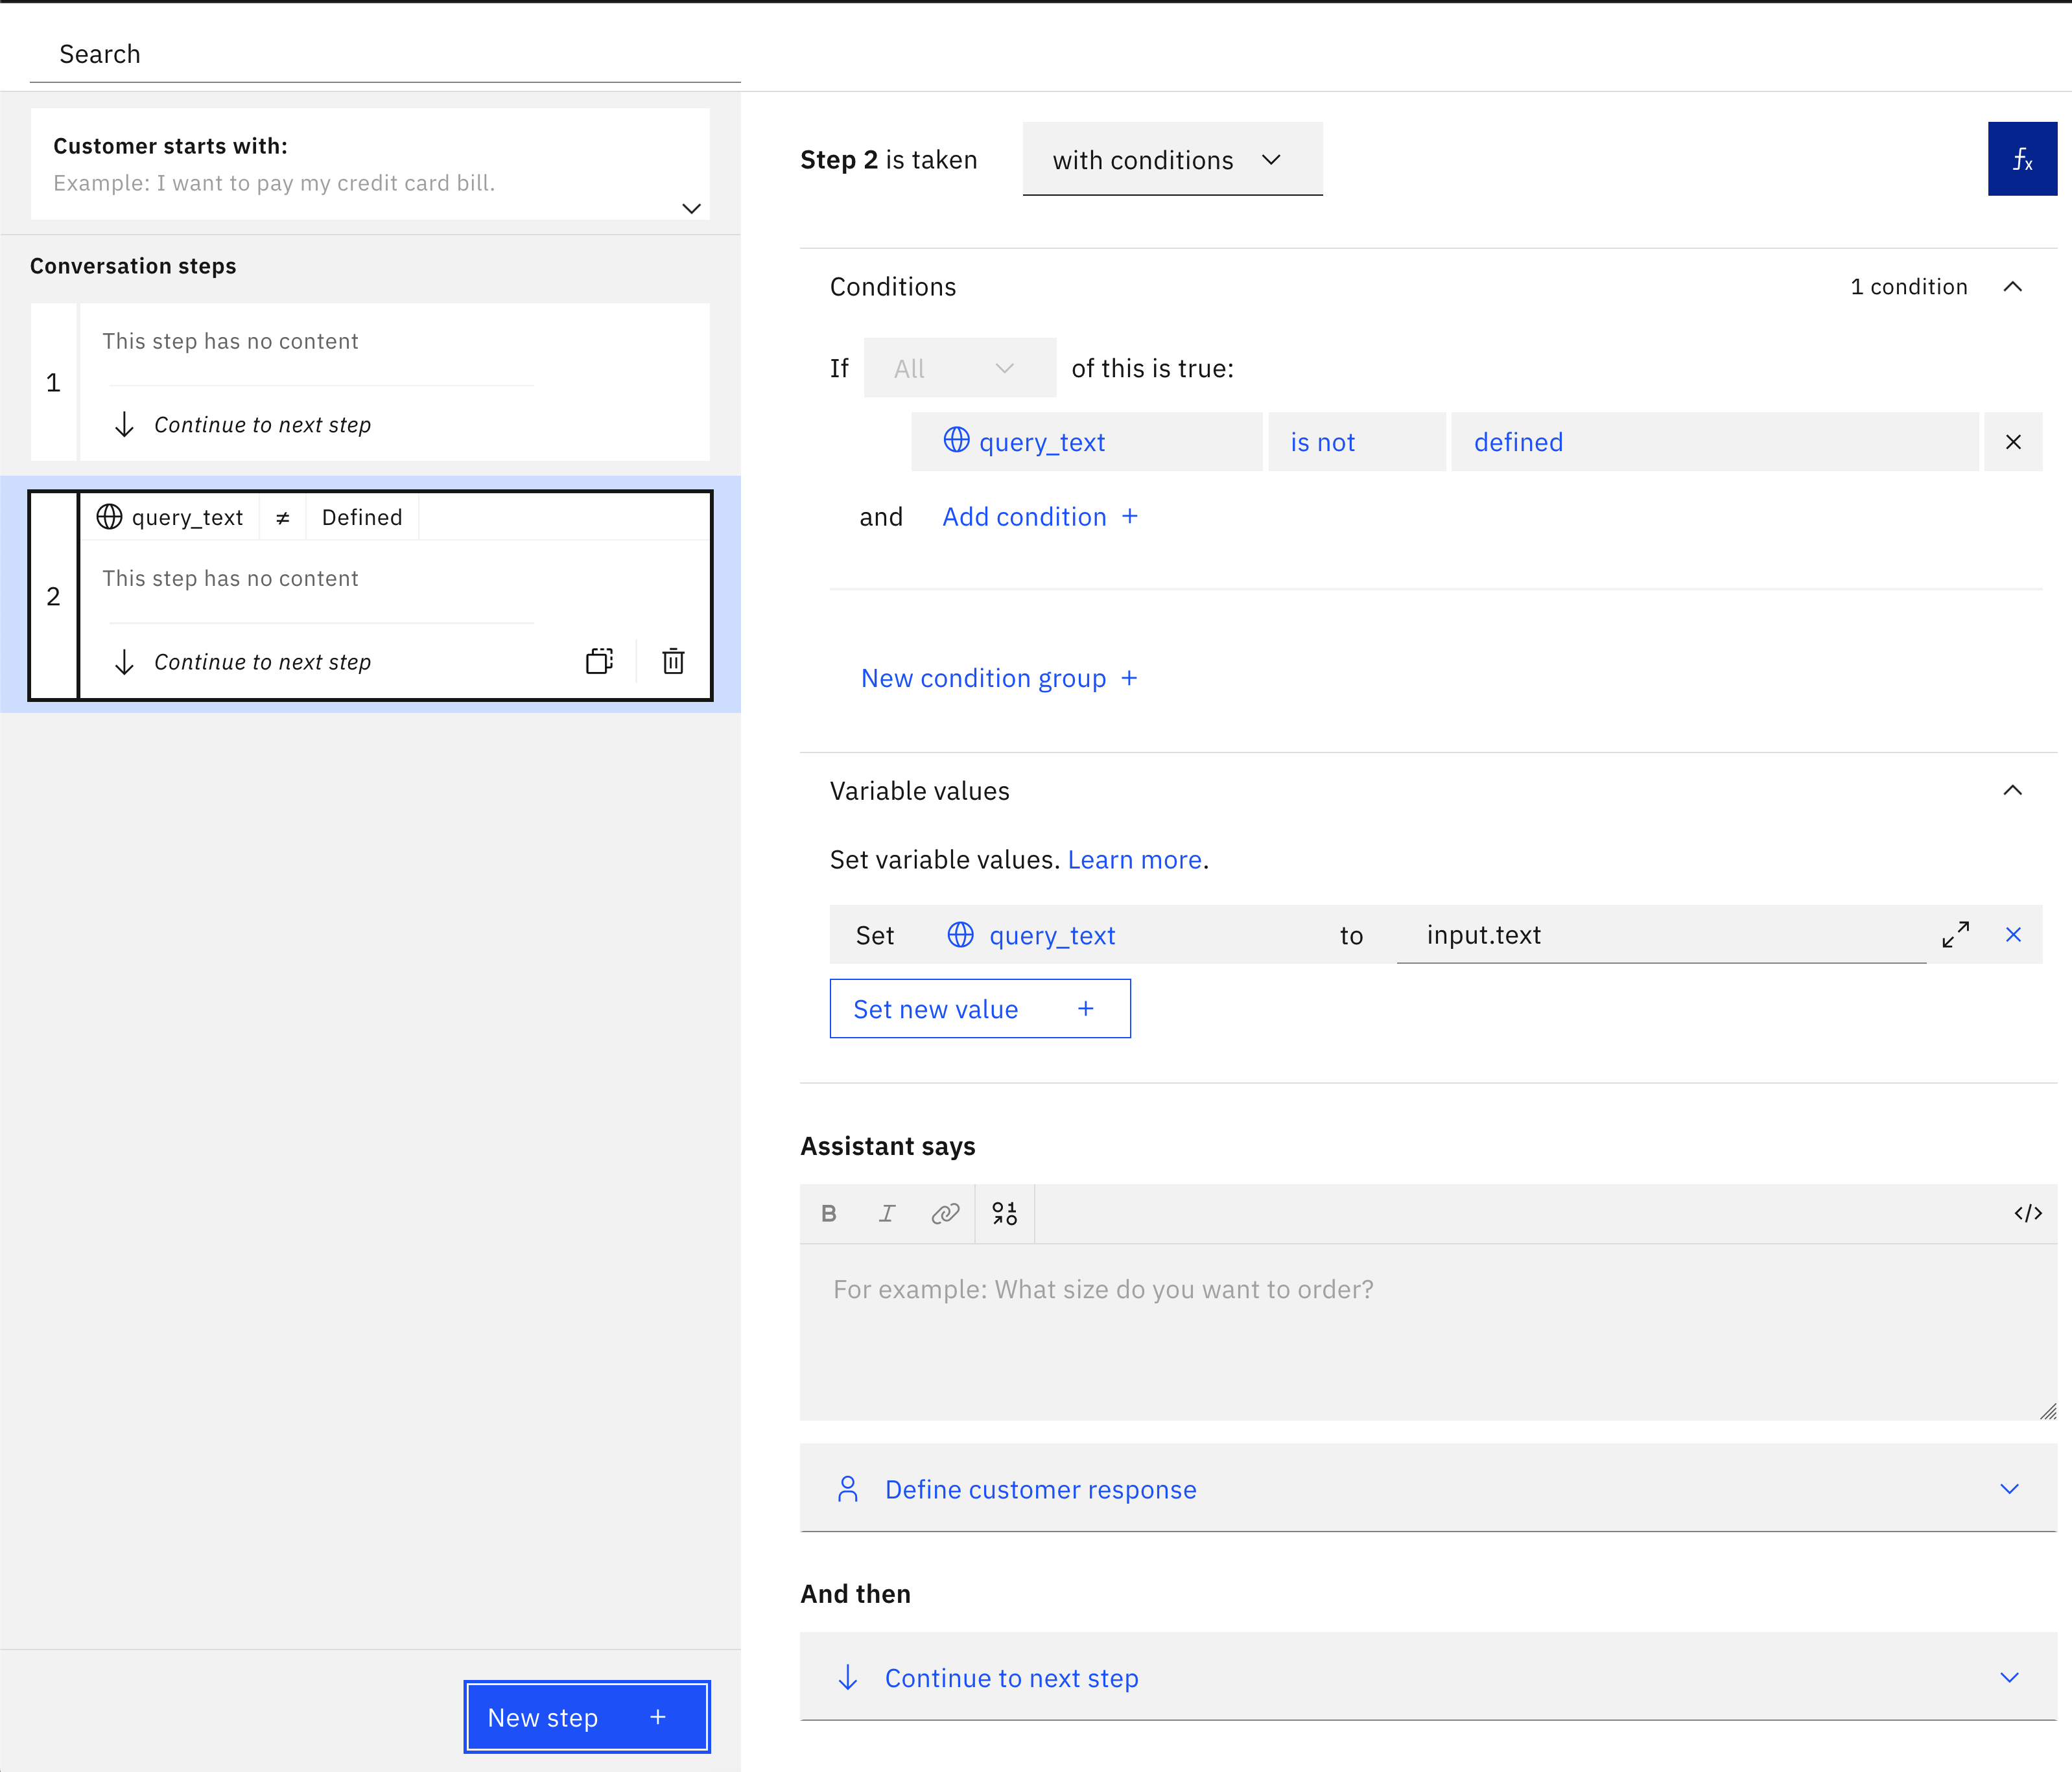 Search
Customer starts with:
Example: I want to pay my credit card bill.
Conversation steps
1
This step has no content
Continue to next step
2
query_text ≠ Defined
This step has no content
Continue to next step
New step +
Step 2 is taken with conditions
fx
Conditions 1 condition
If All of this is true:
query_text is not defined
and Add condition +
New condition group +
Variable values
Set variable values. Learn more.
Set query_text to input.text
Set new value +
Assistant says
B I </>
For example: What size do you want to order?
Define customer response
And then
Continue to next step